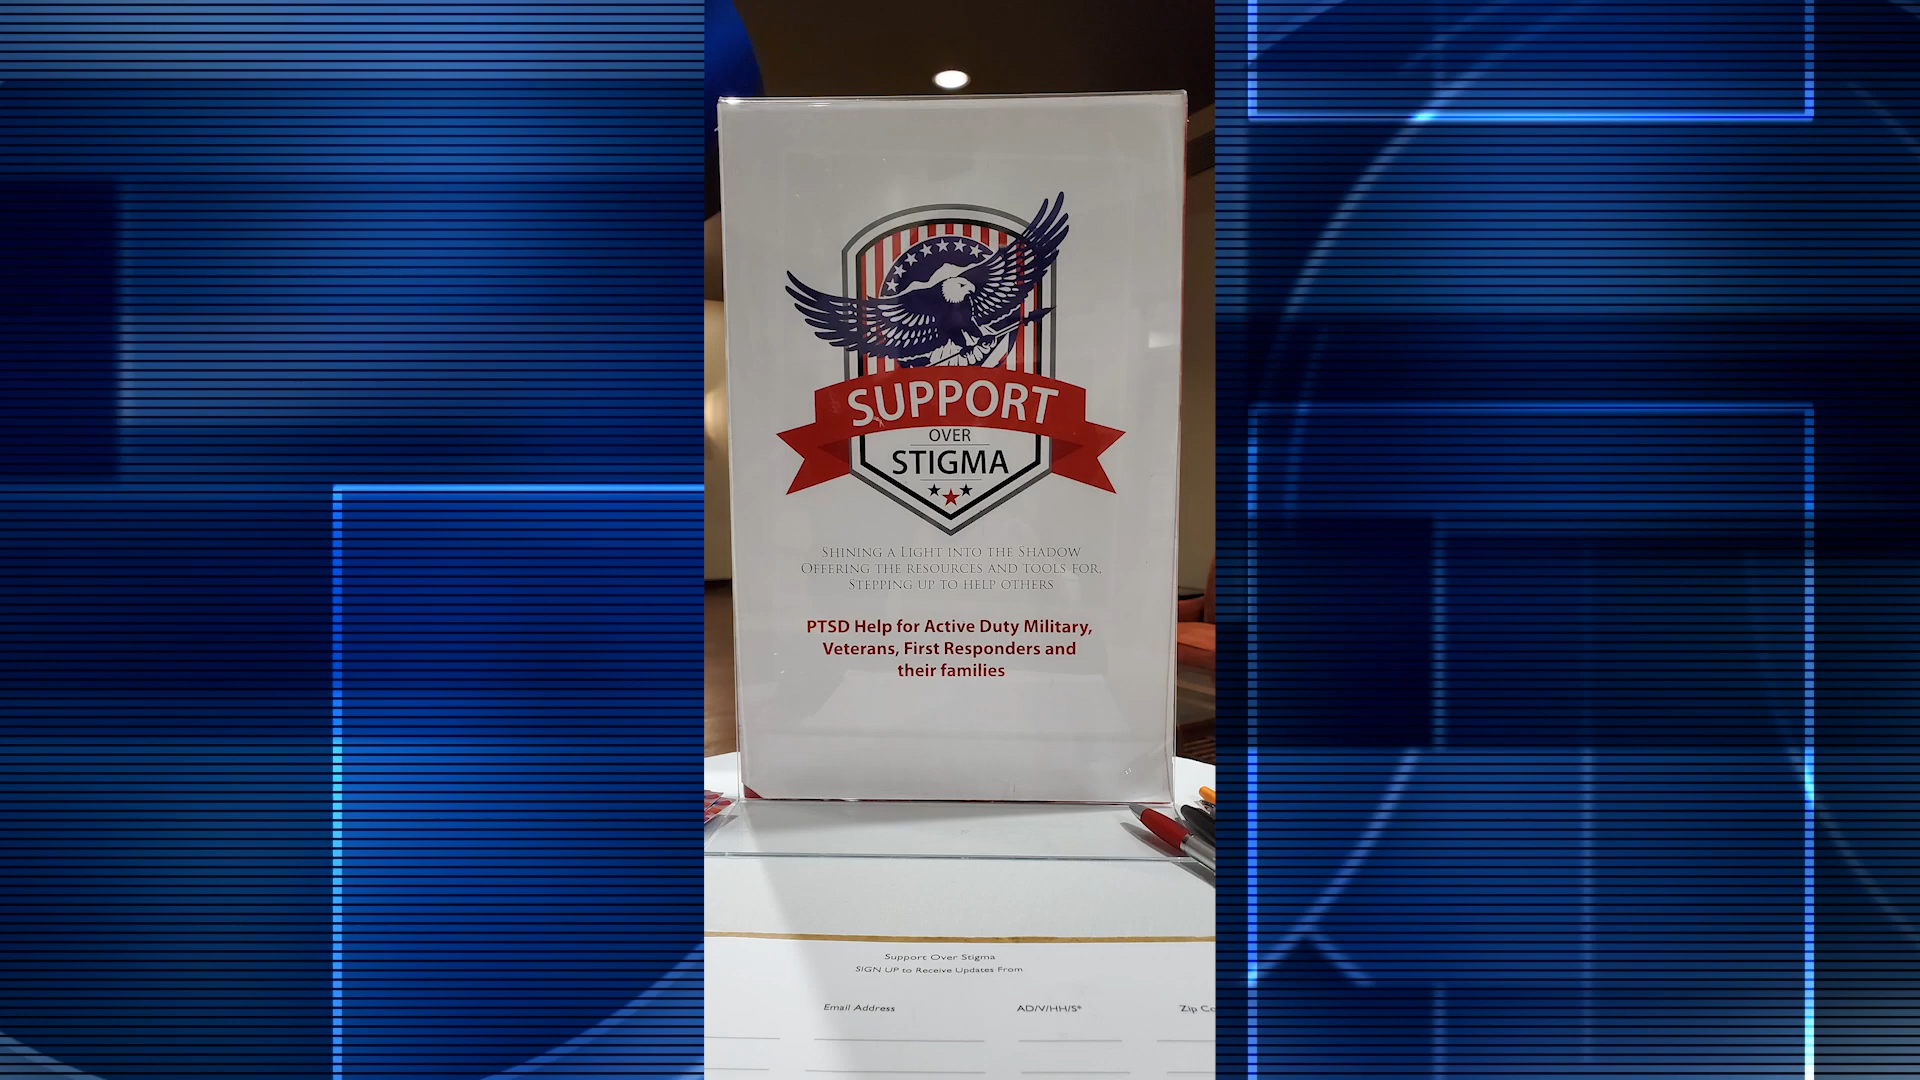 SUPPORT
OVER
STIGMA
Shining a Light into the Shadow
Offering the resources and tools for,
Stepping up to help others
PTSD Help for Active Duty Military,
Veterans, First Responders and
their families
Support Over Stigma
SIGN UP to Receive Updates From
Email Address AD/V/HH/S* Zip